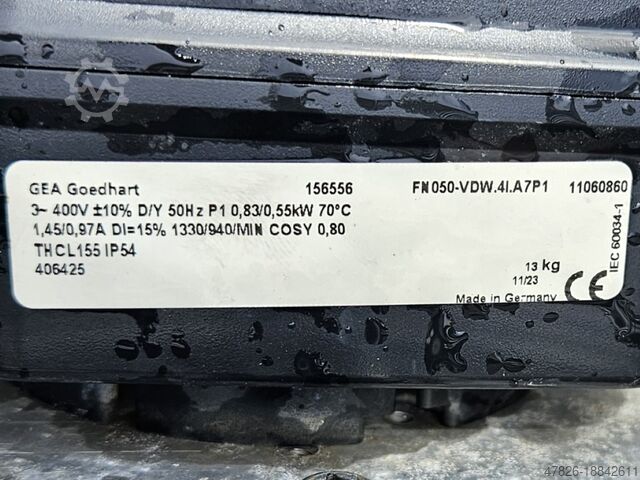 GEA Goedhart 156556 FN050-VDW.4I.A7P1 11060860
3~ 400V ±10% D/Y 50Hz P1 0,83/0,55kW 70°C
1,45/0,97A DI=15% 1330/940/MIN COSY 0,80
THCL155 IP54
406425
13 kg
11/23
Made in Germany
CE
IEC 60034-1
47826-18842611